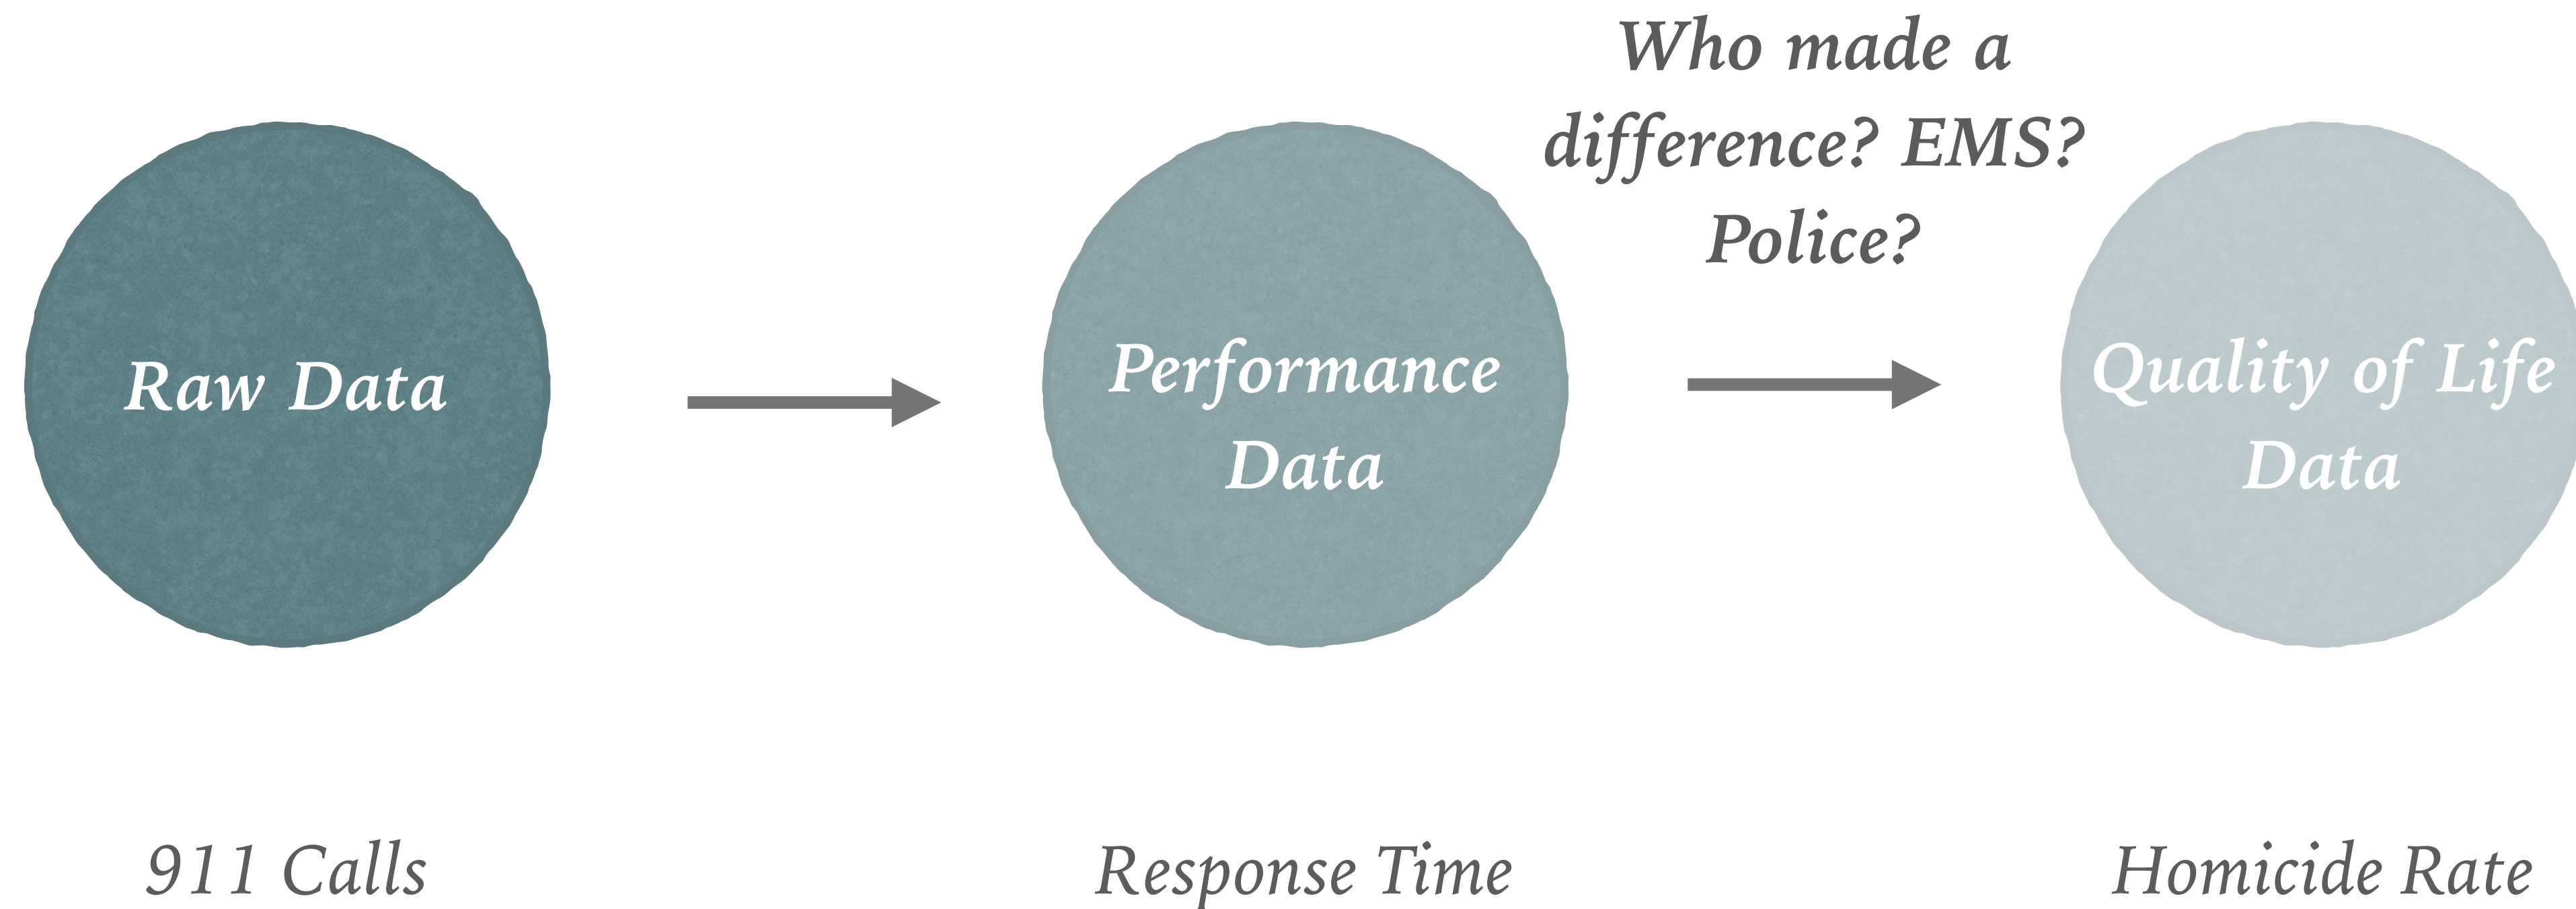 Who made a
difference? EMS?
Police?
Raw Data
Performance
Data
Quality of Life
Data
911 Calls
Response Time
Homicide Rate